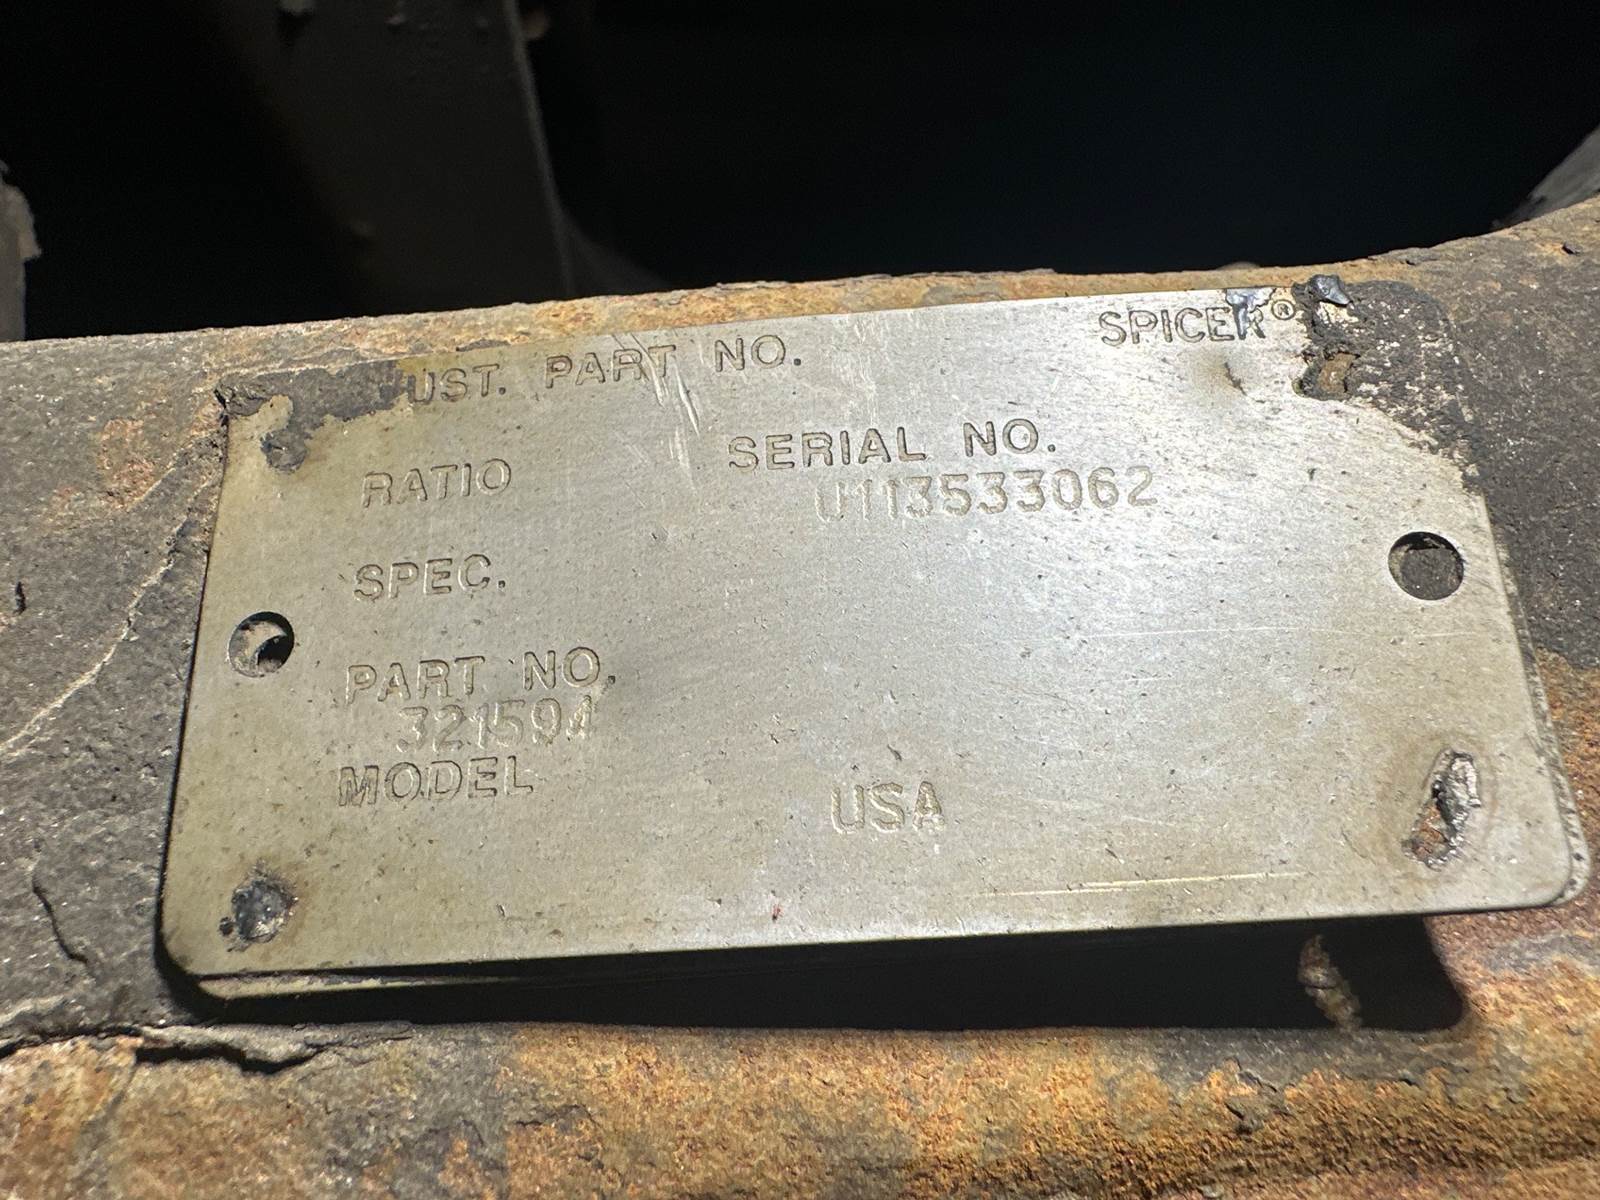 UST. PART NO. SPICER®
RATIO SERIAL NO.
U113533062
SPEC.
PART NO.
321594
MODEL USA